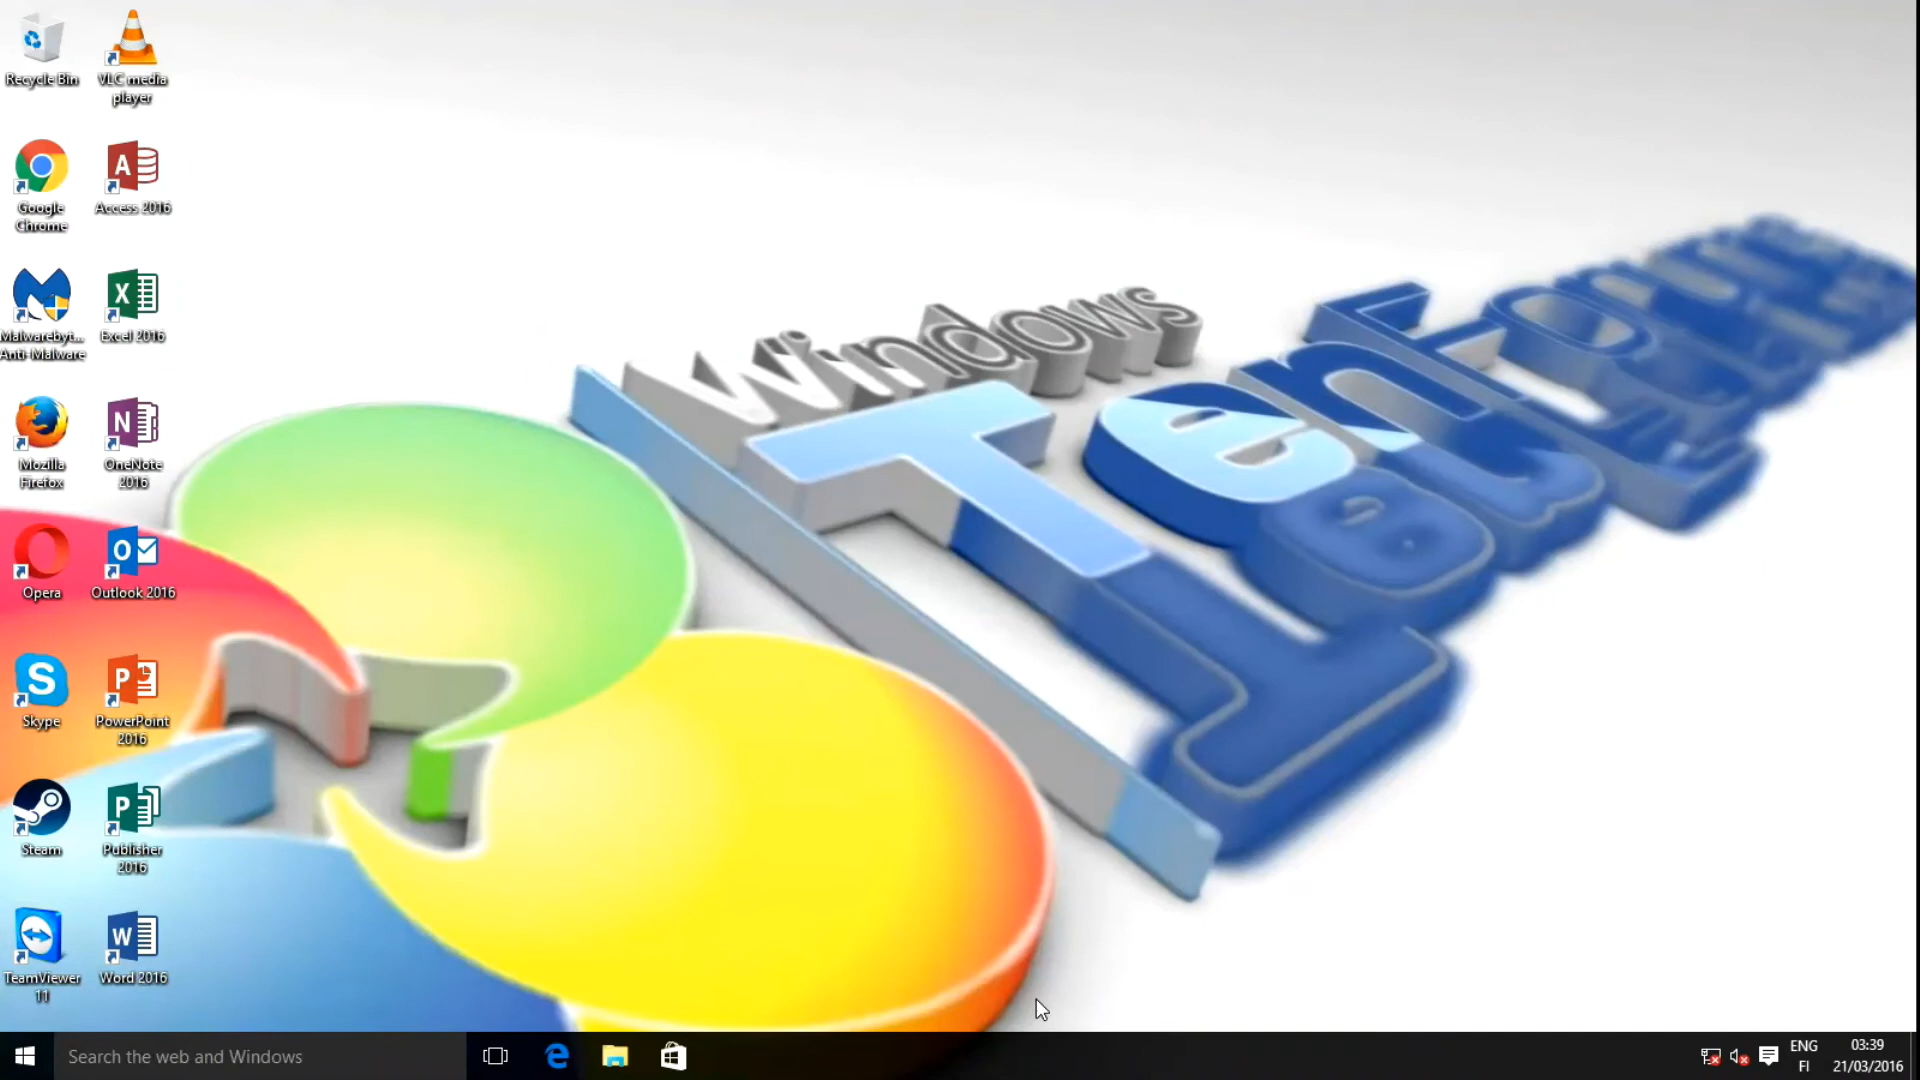 Recycle Bin
VLC media
player
Google
Chrome
Access 2016
Malwarebyt...
Anti-Malware
Excel 2016
Mozilla
Firefox
OneNote
2016
Opera
Outlook 2016
Skype
PowerPoint
2016
Steam
Publisher
2016
TeamViewer
11
Word 2016
Windows
TenForums
Search the web and Windows
ENG
FI
03:39
21/03/2016